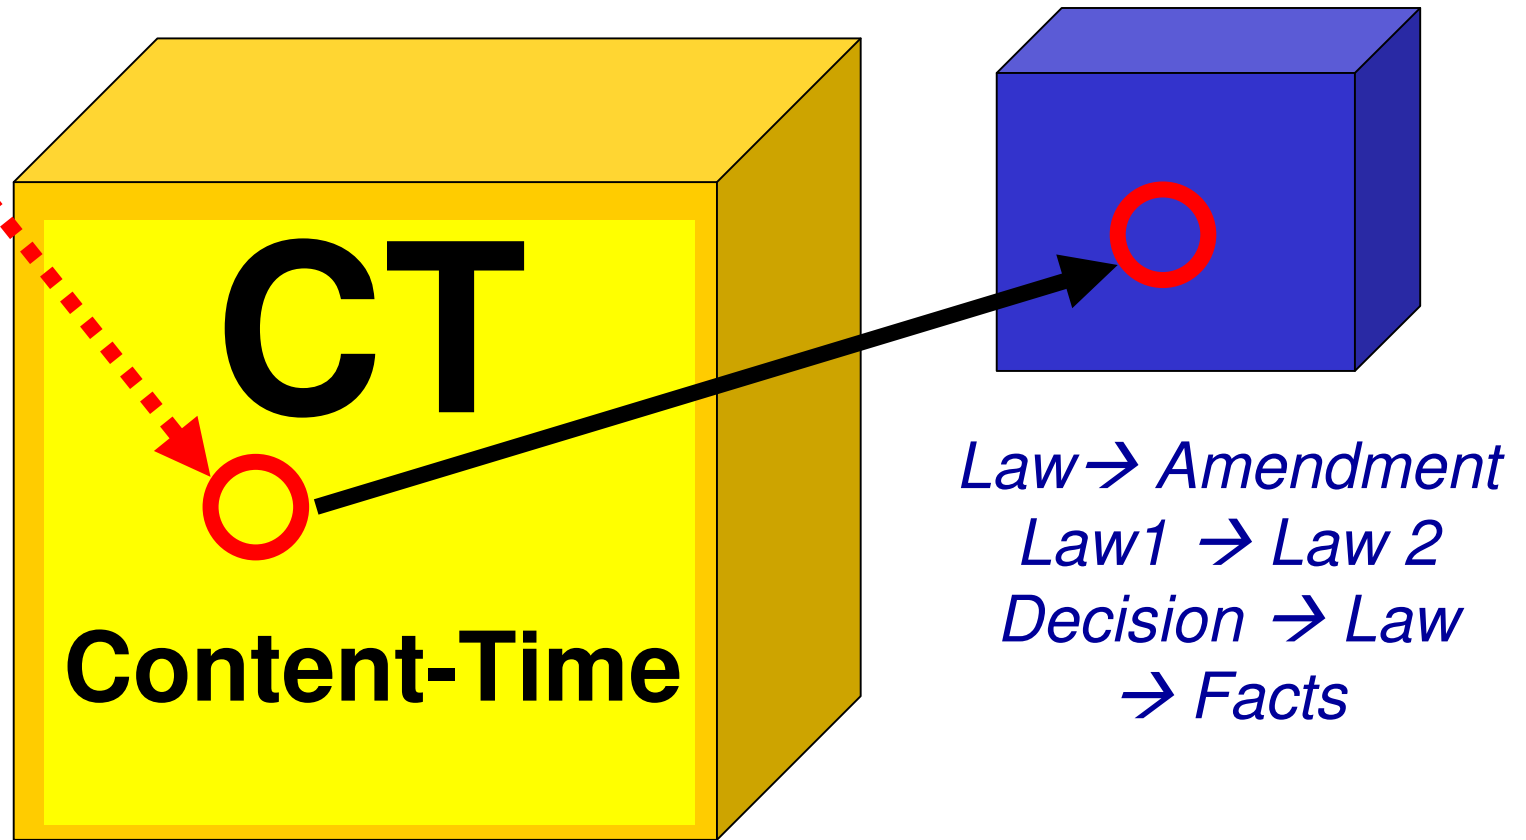 CT
Content-Time
Law→ Amendment
Law1 → Law 2
Decision → Law
→ Facts